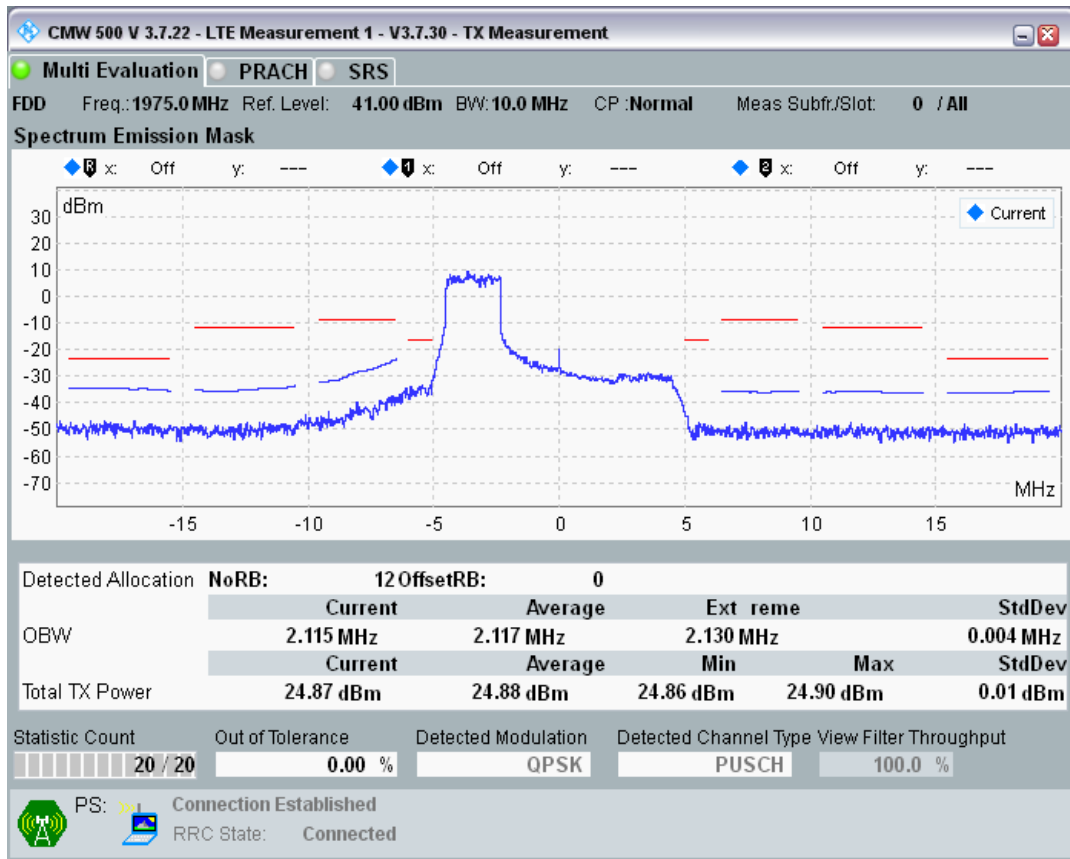 CMW 500 V 3.7.22 - LTE Measurement 1 - V3.7.30 - TX Measurement
Multi Evaluation PRACH SRS
FDD Freq.:1975.0 MHz Ref. Level: 41.00 dBm BW:10.0 MHz CP :Normal Meas Subfr./Slot: 0 / All
Spectrum Emission Mask
R x: Off y: --- 1 x: Off y: --- 2 x: Off y: ---
dBm
Current
30
20
10
0
-10
-20
-30
-40
-50
-60
-70
MHz
-15 -10 -5 0 5 10 15
Detected Allocation NoRB: 12 OffsetRB: 0
Current Average Ext reme StdDev
OBW 2.115 MHz 2.117 MHz 2.130 MHz 0.004 MHz
Current Average Min Max StdDev
Total TX Power 24.87 dBm 24.88 dBm 24.86 dBm 24.90 dBm 0.01 dBm
Statistic Count Out of Tolerance Detected Modulation Detected Channel Type View Filter Throughput
20 / 20 0.00 % QPSK PUSCH 100.0 %
PS: Connection Established
RRC State: Connected